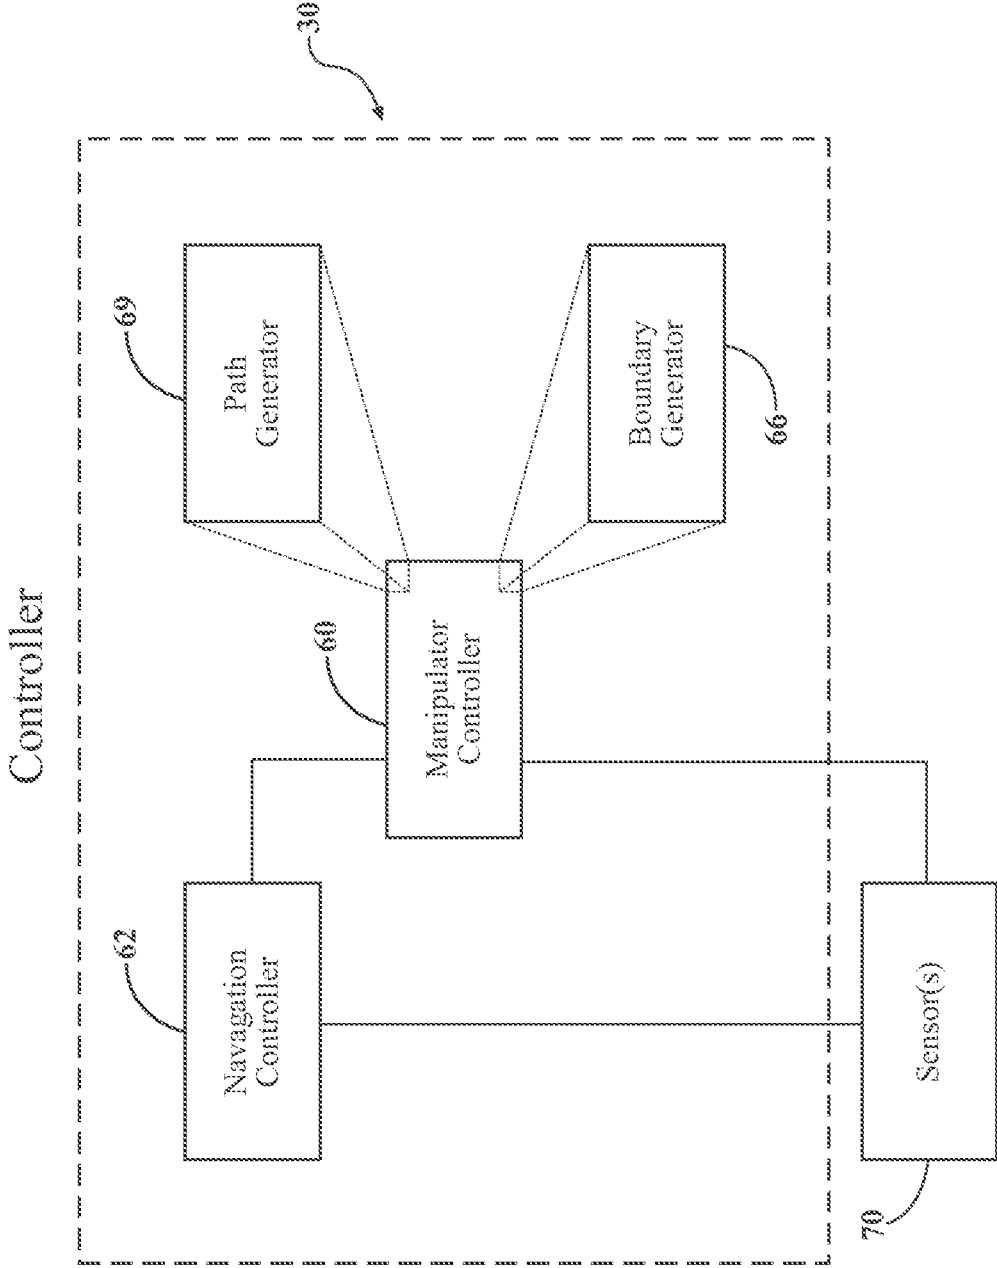 Controller
30
62
Navagation
Controller
60
Manipulator
Controller
69
Path
Generator
Boundary
Generator
66
Sensor(s)
70